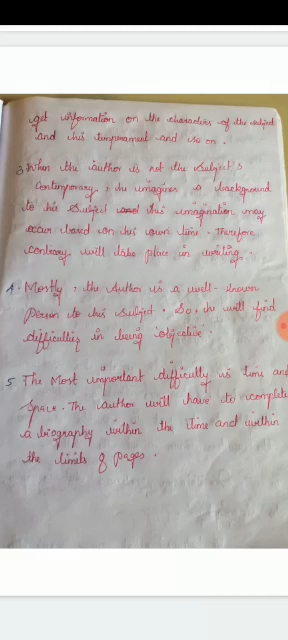 get information on the characters of the subject
and his temperament and so on.
3. When the author is not the subject's
Contemporary, he imagines a background
to his subject and this imagination may
occur based on his own time. Therefore,
contrary will take place in writing.
4. Mostly, the author is a well-known
Person to his subject. So, he will find
difficulties in being objective.
5. The Most important difficulty is time and
Space. The author will have to complete
a biography within the time and within
the limits of pages.